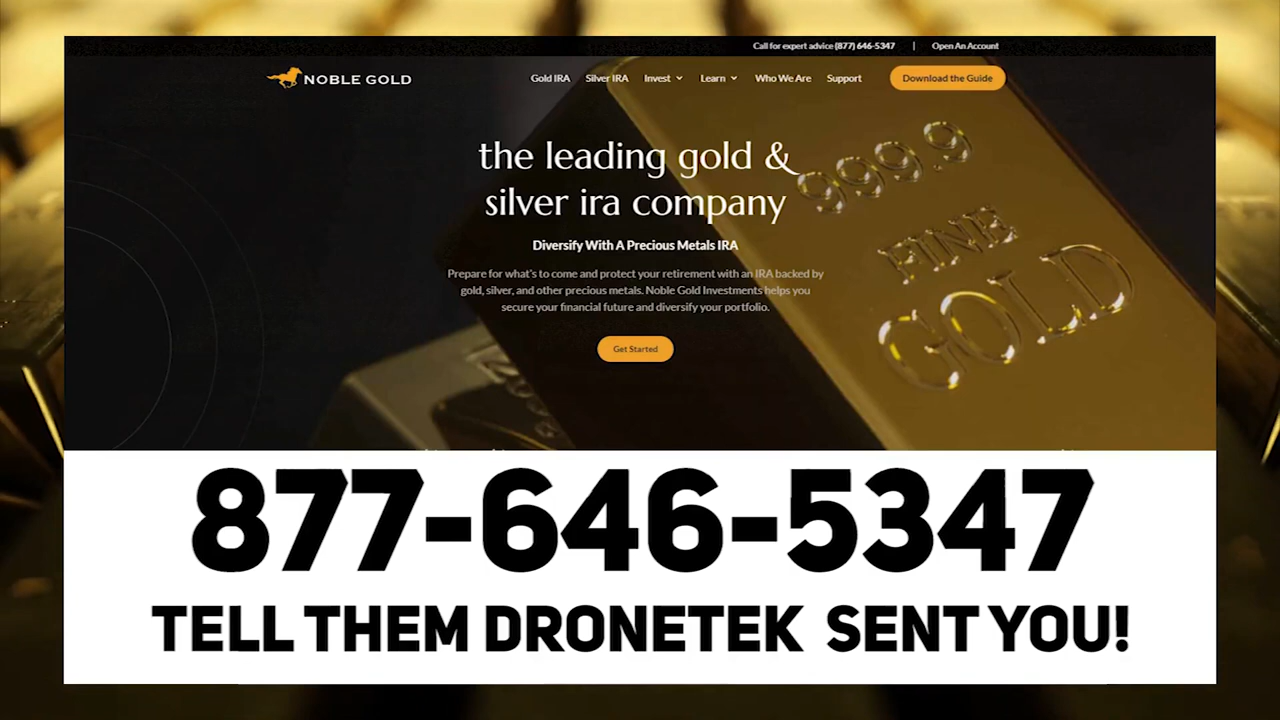 Call for expert advice (877) 646-5347 | Open An Account
NOBLE GOLD
Gold IRA Silver IRA Invest Learn Who We Are Support Download the Guide
the leading gold &
silver ira company
Diversify With A Precious Metals IRA
Prepare for what's to come and protect your retirement with an IRA backed by
gold, silver, and other precious metals. Noble Gold Investments helps you
secure your financial future and diversify your portfolio.
Get Started
999.9
FINE
GOLD
877-646-5347
TELL THEM DRONETEK SENT YOU!